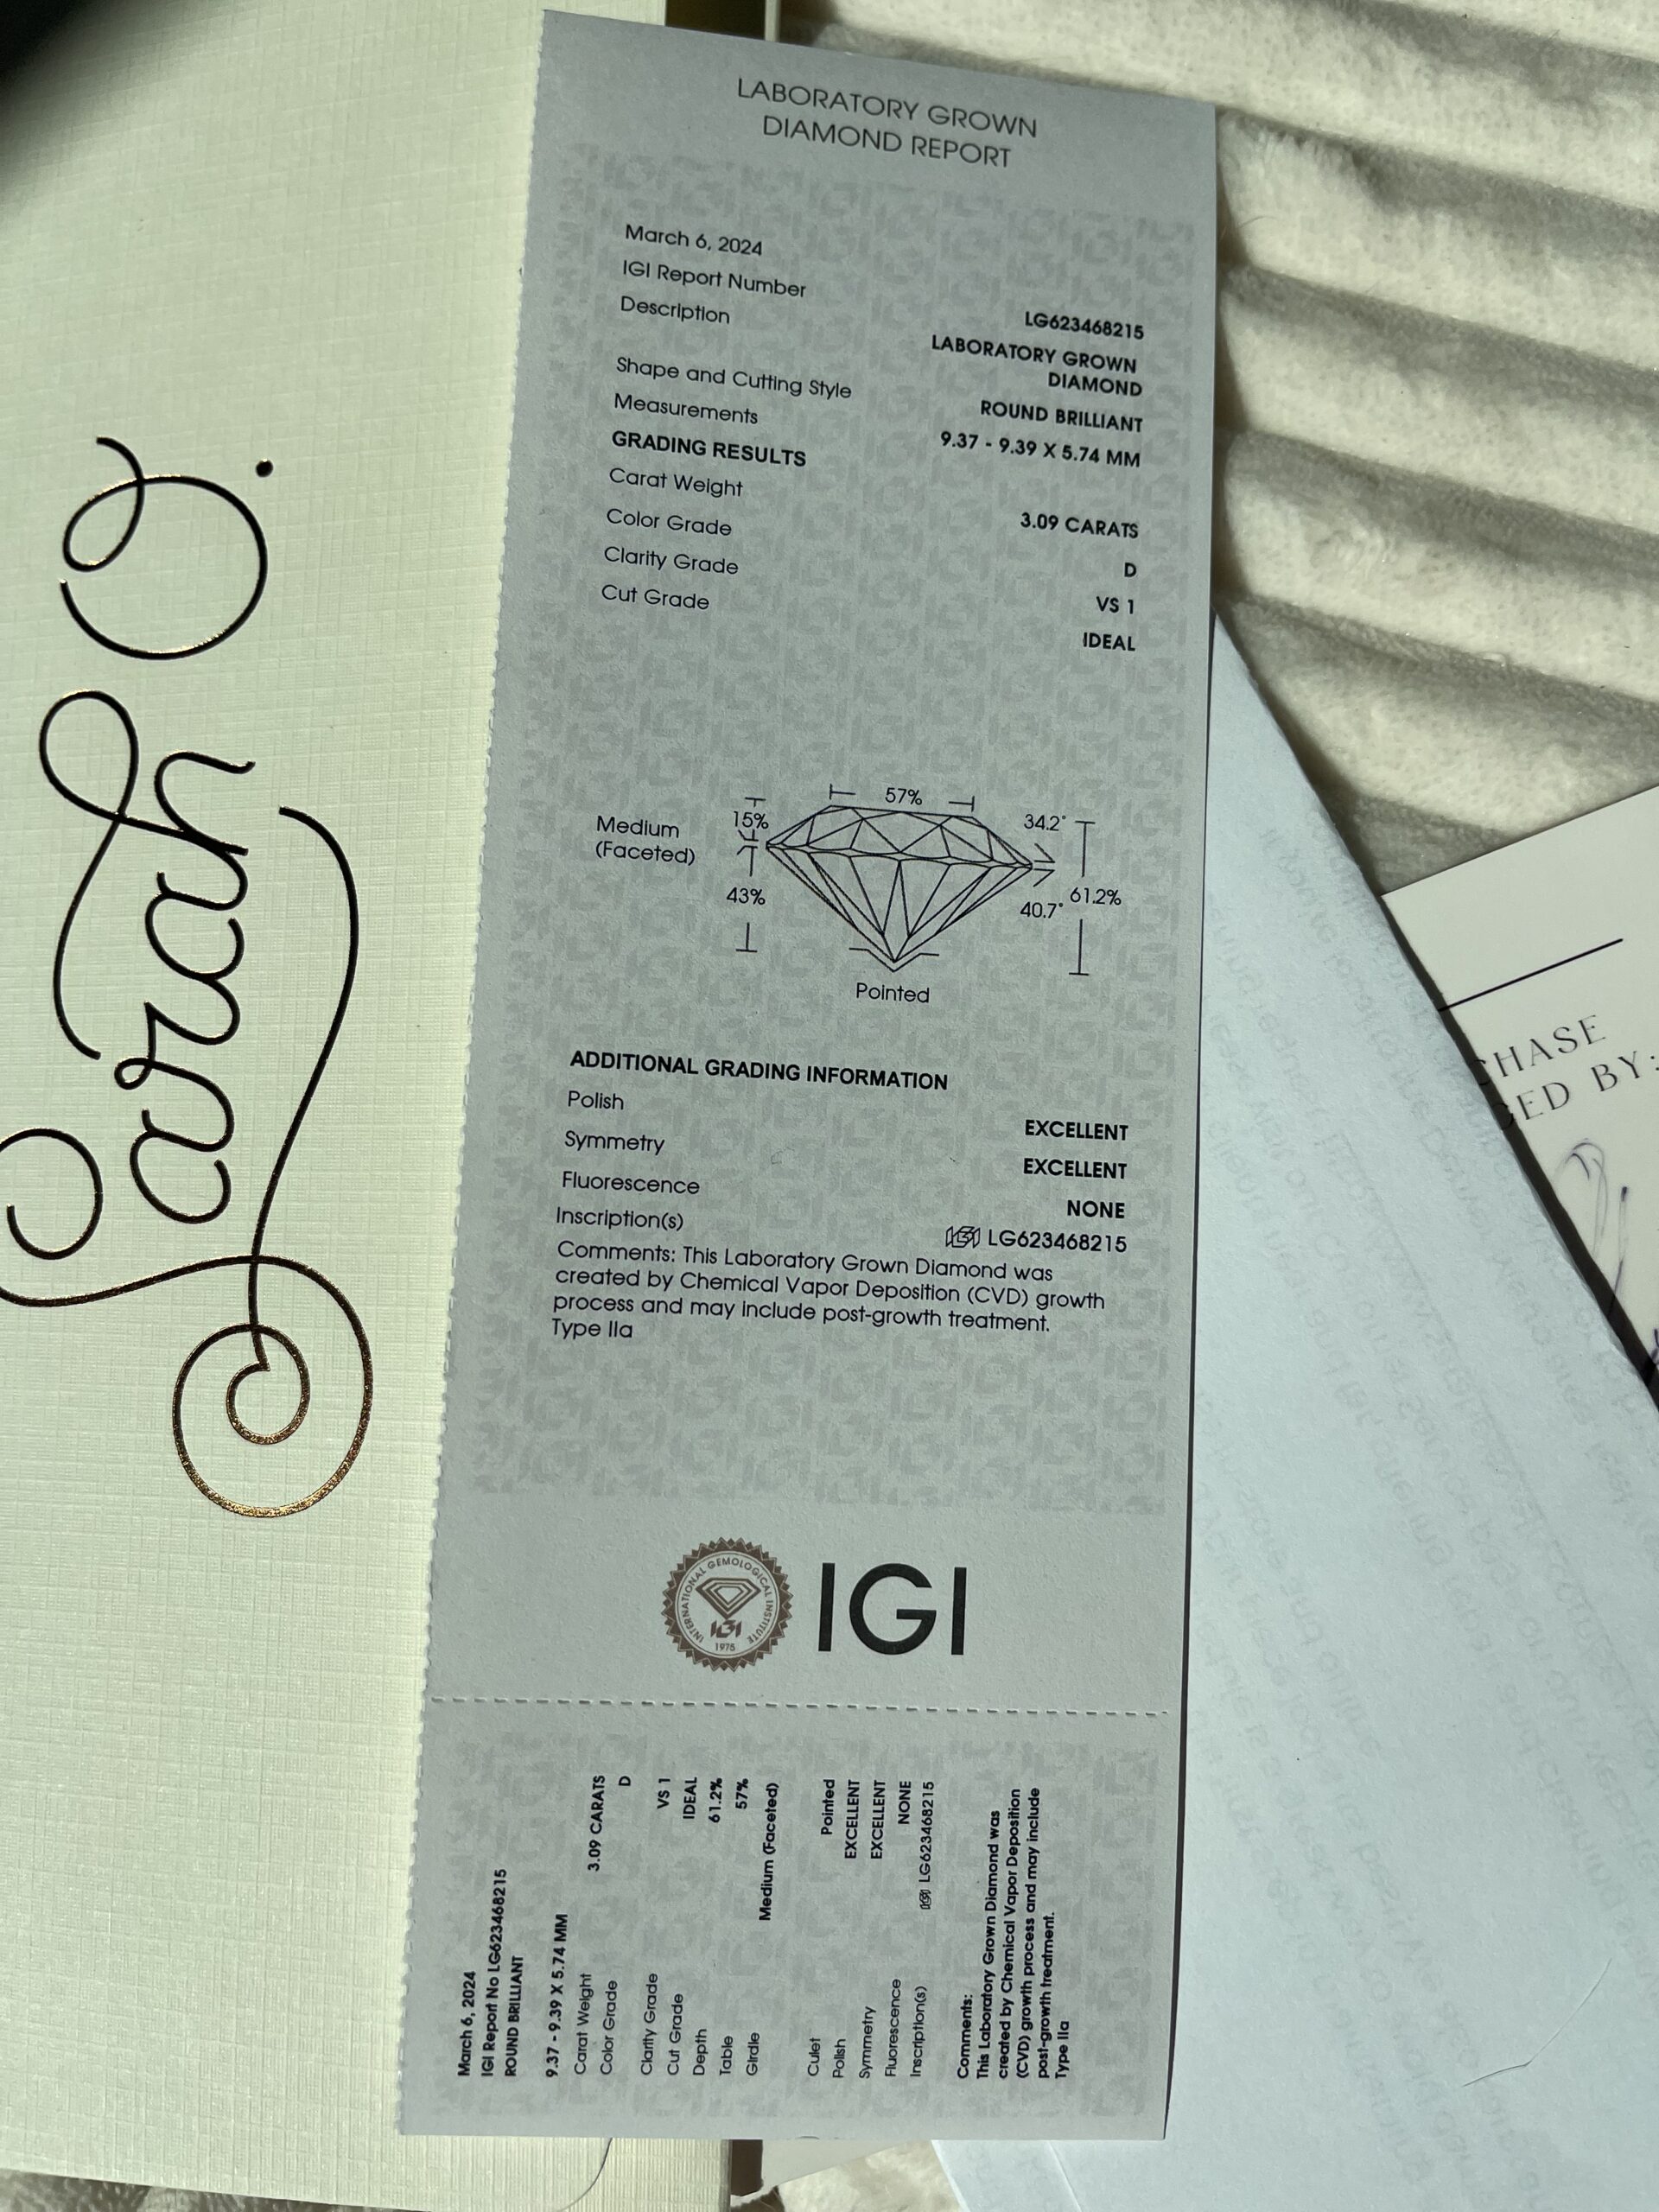 Sarah O.
LABORATORY GROWN
DIAMOND REPORT
March 6, 2024
IGI Report Number LG623468215
Description LABORATORY GROWN
DIAMOND
Shape and Cutting Style ROUND BRILLIANT
Measurements 9.37 - 9.39 X 5.74 MM
GRADING RESULTS
Carat Weight 3.09 CARATS
Color Grade D
Clarity Grade VS 1
Cut Grade IDEAL
57%
15%
34.2°
Medium
(Faceted)
43%
40.7°
61.2%
Pointed
ADDITIONAL GRADING INFORMATION
Polish EXCELLENT
Symmetry EXCELLENT
Fluorescence NONE
Inscription(s) IGI LG623468215
Comments: This Laboratory Grown Diamond was
created by Chemical Vapor Deposition (CVD) growth
process and may include post-growth treatment.
Type IIa
INTERNATIONAL GEMOLOGICAL INSTITUTE
IGI
1975
IGI
March 6, 2024
IGI Report No LG623468215
ROUND BRILLIANT
9.37 - 9.39 X 5.74 MM
Carat Weight 3.09 CARATS
Color Grade D
Clarity Grade VS 1
Cut Grade IDEAL
Depth 61.2%
Table 57%
Girdle Medium (Faceted)
Culet Pointed
Polish EXCELLENT
Symmetry EXCELLENT
Fluorescence NONE
Inscription(s) IGI LG623468215
Comments:
This Laboratory Grown Diamond was
created by Chemical Vapor Deposition
(CVD) growth process and may include
post-growth treatment.
Type IIa
CHASE
ED BY: